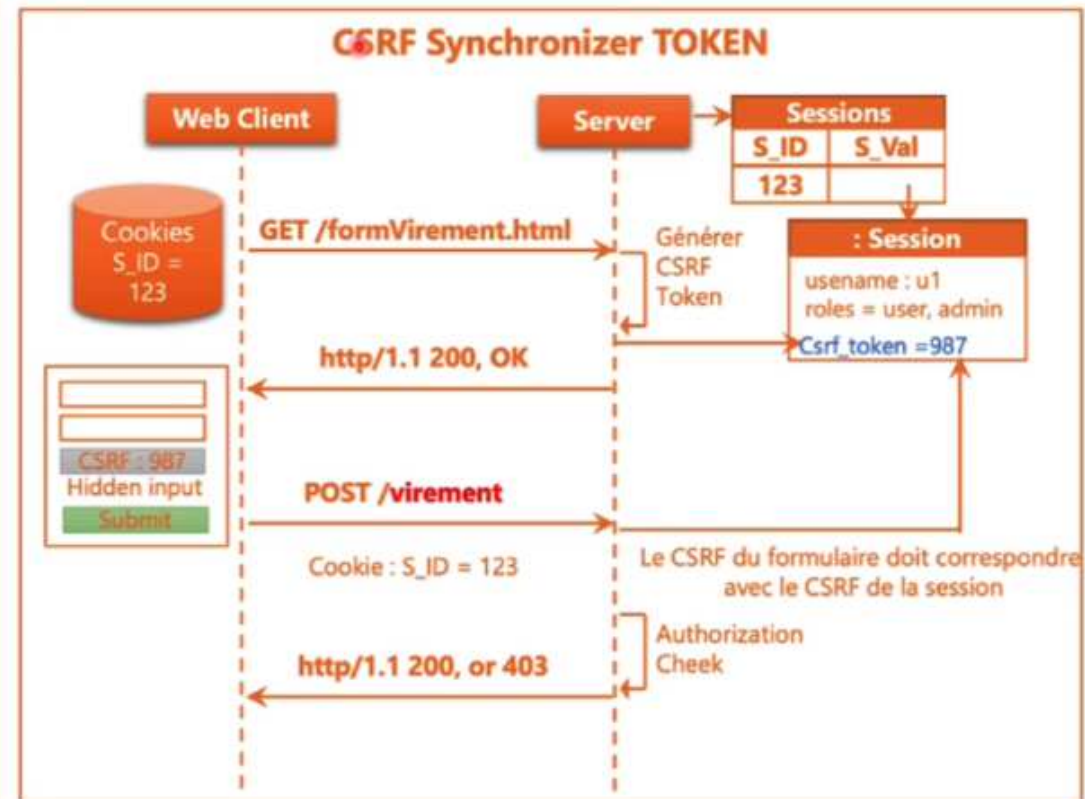 CSRF Synchronizer TOKEN
Web Client
Server
Sessions
S_ID S_Val
123
Cookies
S_ID =
123
GET /formVirement.html
Générer
CSRF
Token
: Session
usename : u1
roles = user, admin
Csrf_token =987
http/1.1 200, OK
CSRF : 987
Hidden input
Submit
POST /virement
Cookie : S_ID = 123
Le CSRF du formulaire doit correspondre
avec le CSRF de la session
Authorization
Cheek
http/1.1 200, or 403